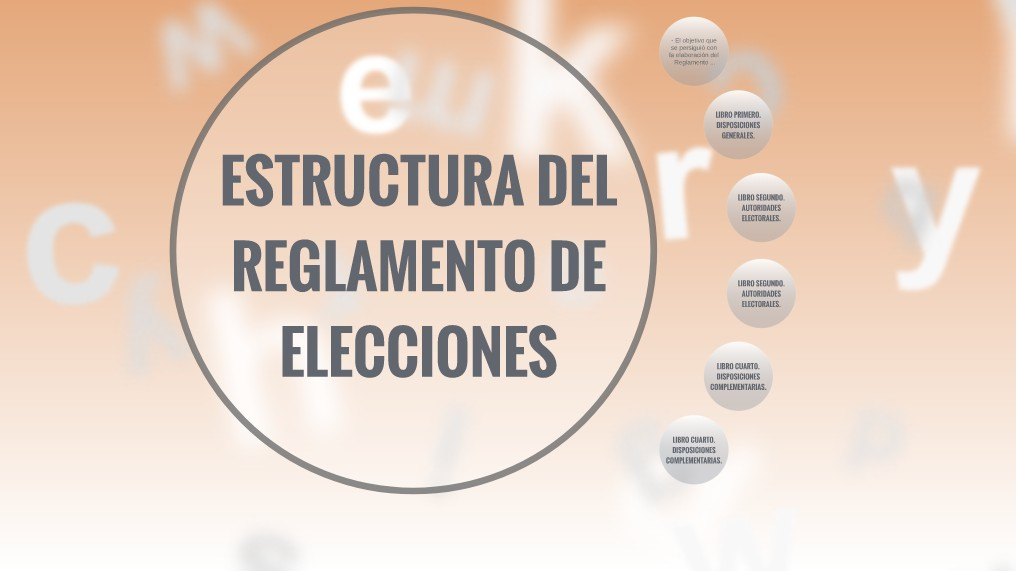 ESTRUCTURA DEL
REGLAMENTO DE
ELECCIONES
- El objetivo que
se persiguió con
la elaboración del
Reglamento ...
LIBRO PRIMERO.
DISPOSICIONES
GENERALES.
LIBRO SEGUNDO.
AUTORIDADES
ELECTORALES.
LIBRO SEGUNDO.
AUTORIDADES
ELECTORALES.
LIBRO CUARTO.
DISPOSICIONES
COMPLEMENTARIAS.
LIBRO CUARTO.
DISPOSICIONES
COMPLEMENTARIAS.